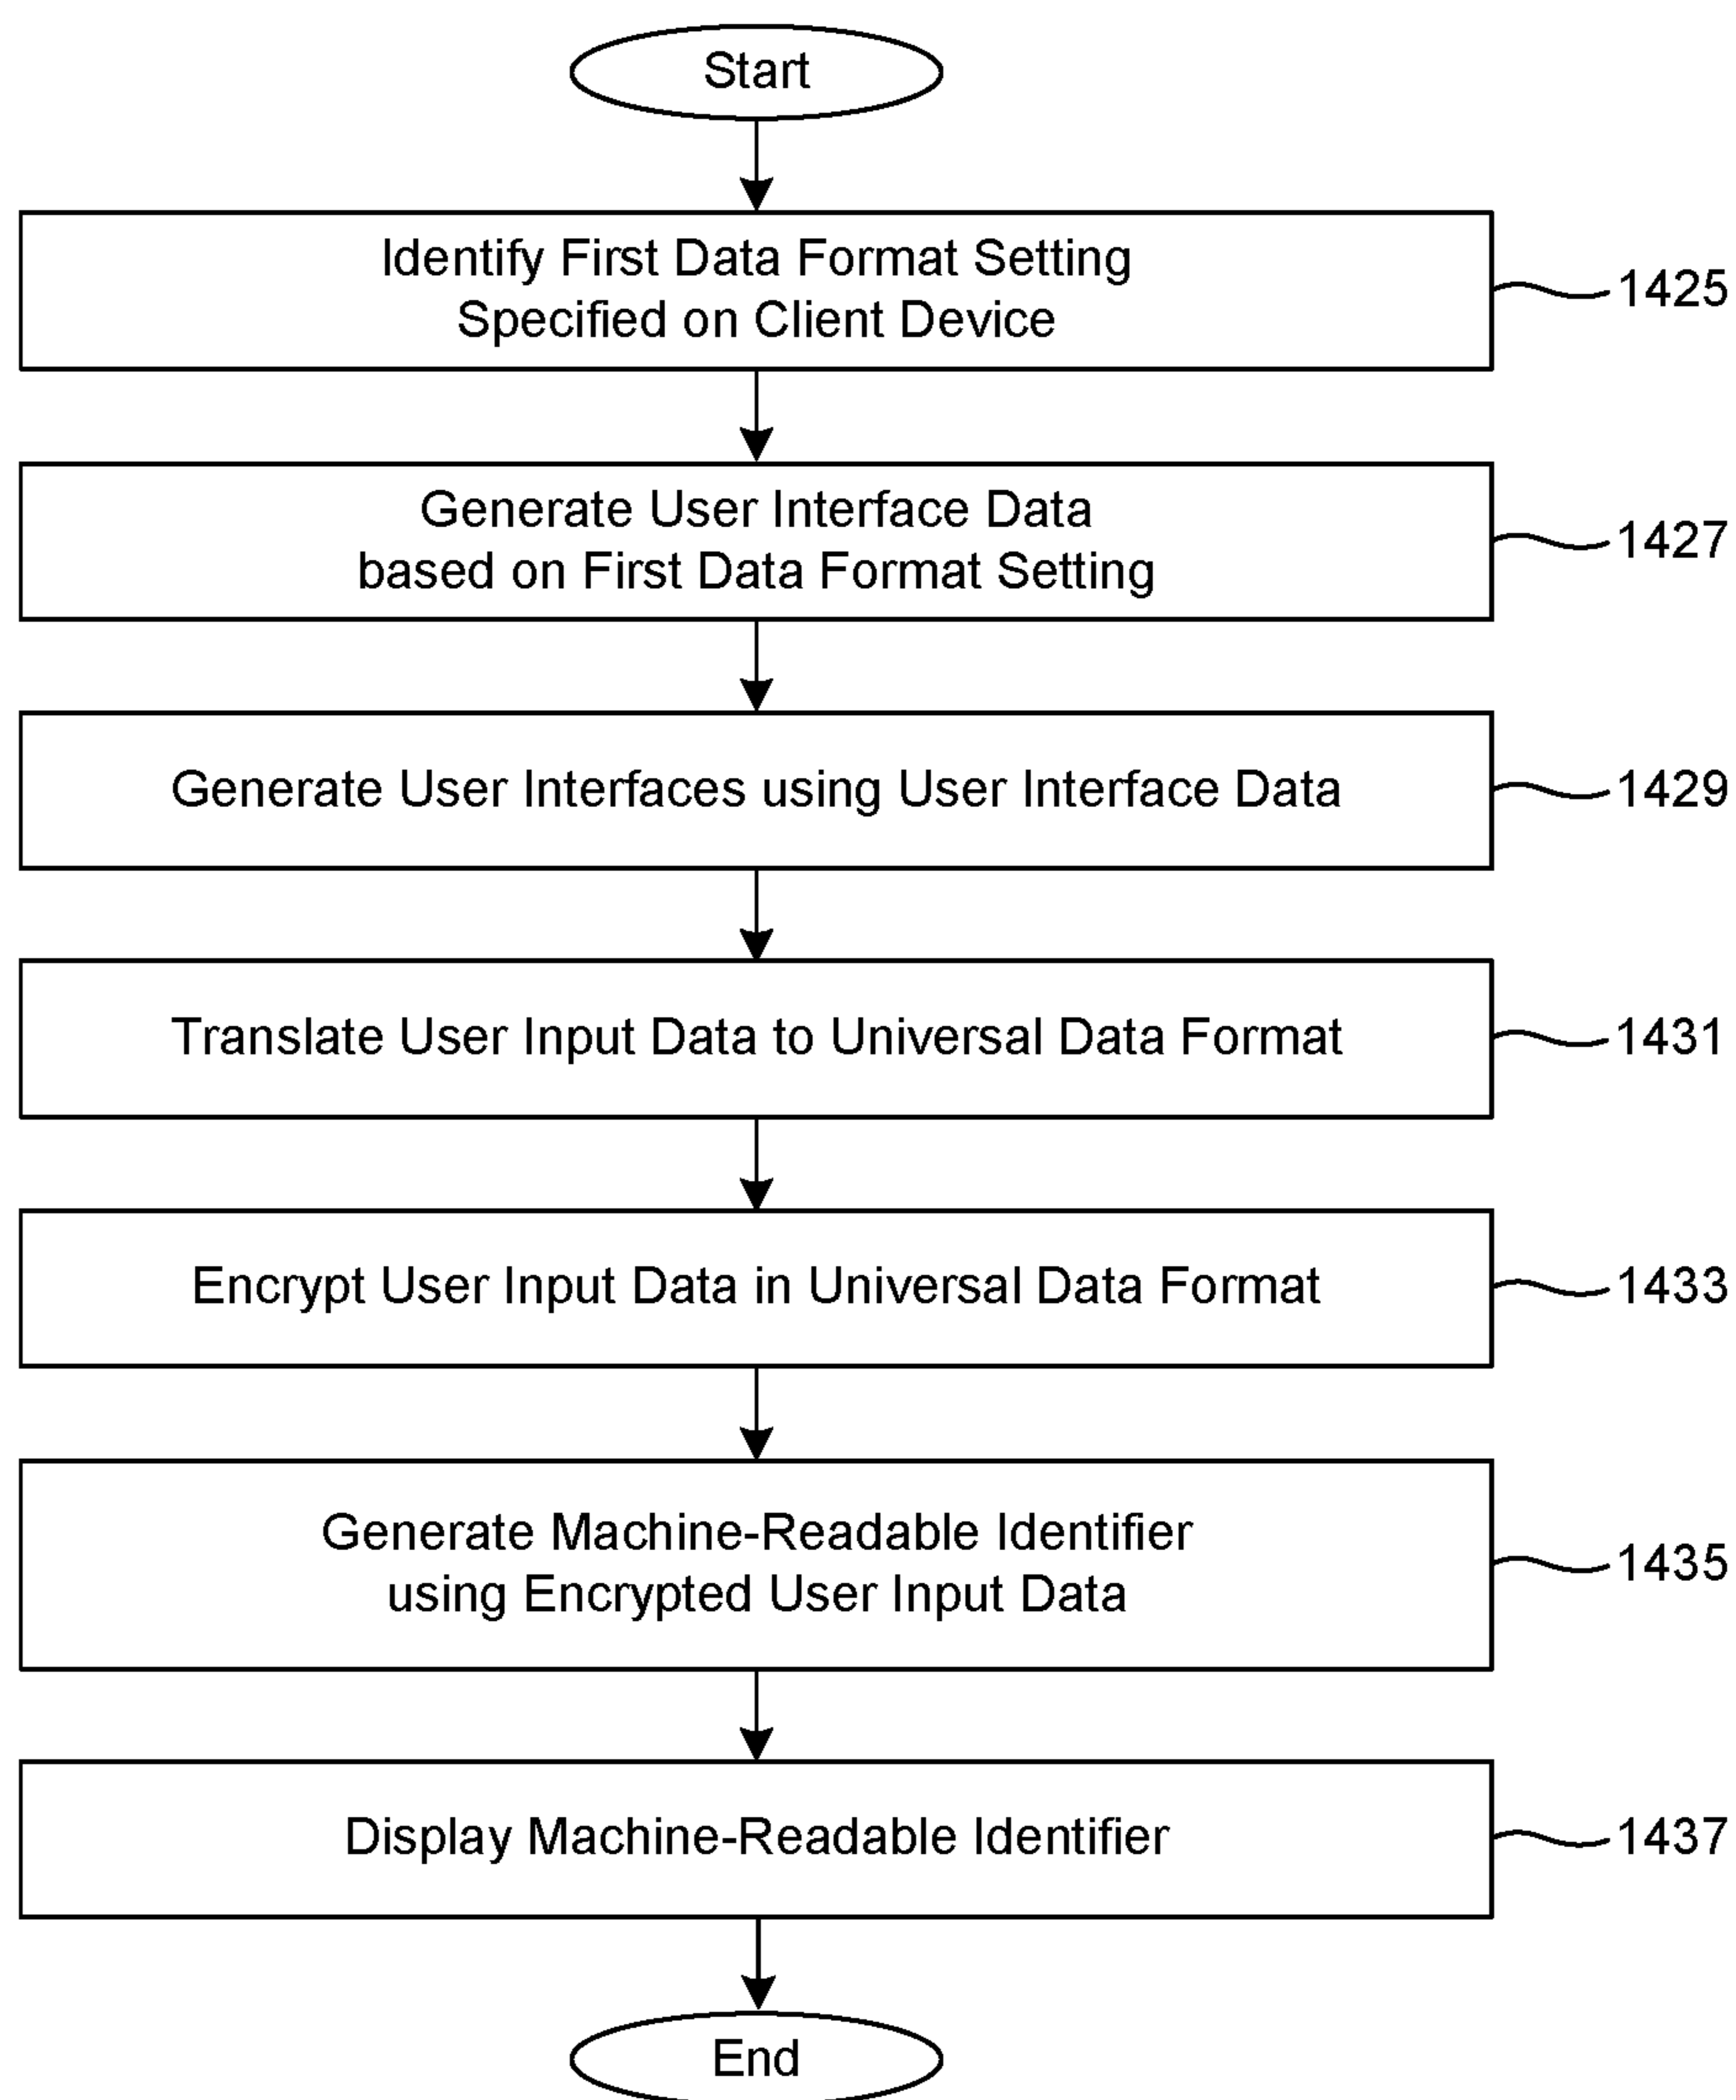 Start
Identify First Data Format Setting
Specified on Client Device
1425
Generate User Interface Data
based on First Data Format Setting
1427
Generate User Interfaces using User Interface Data
1429
Translate User Input Data to Universal Data Format
1431
Encrypt User Input Data in Universal Data Format
1433
Generate Machine-Readable Identifier
using Encrypted User Input Data
1435
Display Machine-Readable Identifier
1437
End